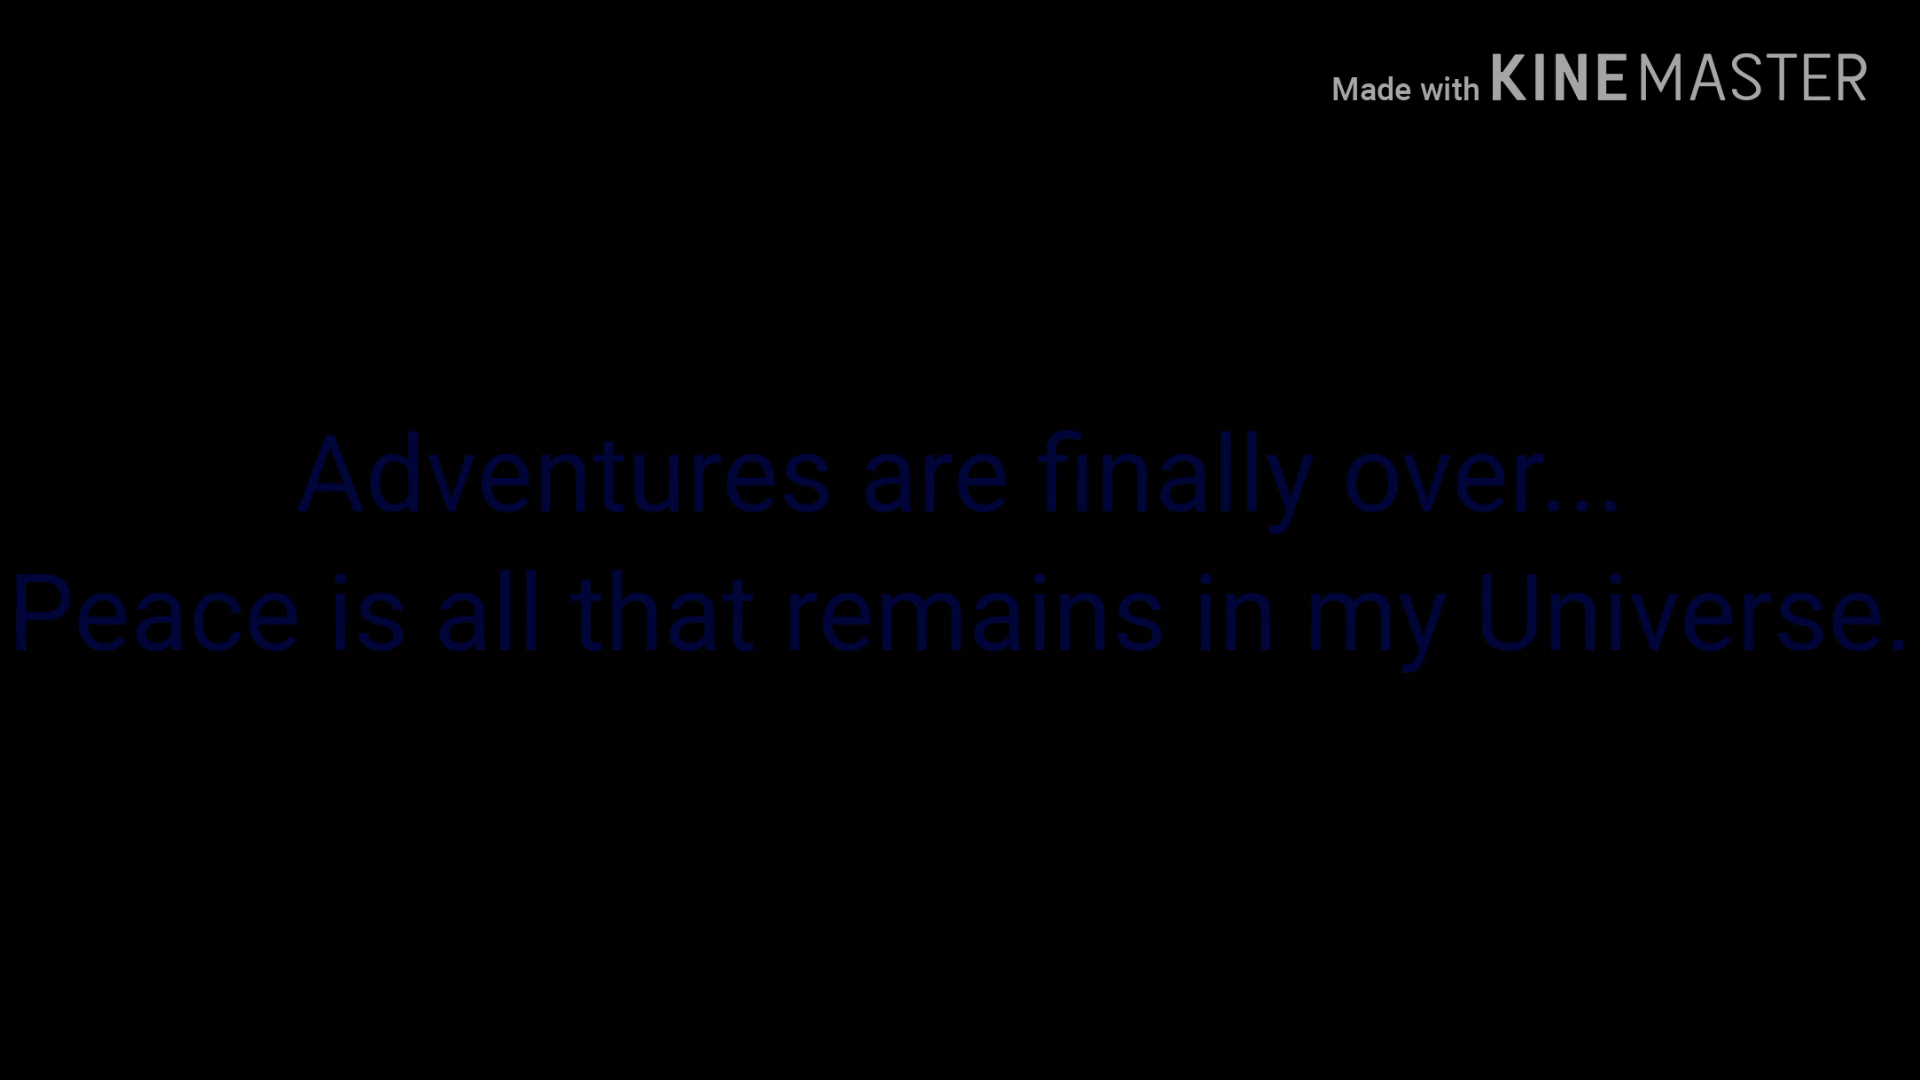 Made with KINEMASTER
Adventures are finally over...
Peace is all that remains in my Universe.